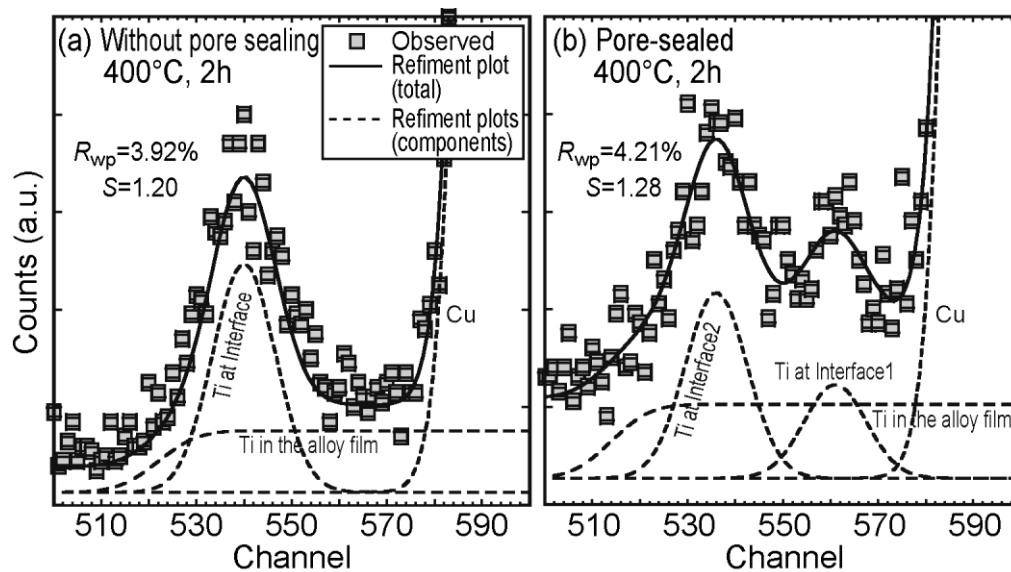 (a) Without pore sealing
400°C, 2h
Observed
Refiment plot
(total)
Refiment plots
(components)
Rwp=3.92%
S=1.20
Ti at Interface
Ti in the alloy film
Cu
Counts (a.u.)
510 530 550 570 590
Channel
(b) Pore-sealed
400°C, 2h
Rwp=4.21%
S=1.28
Ti at Interface2
Ti at Interface1
Ti in the alloy film
Cu
510 530 550 570 590
Channel